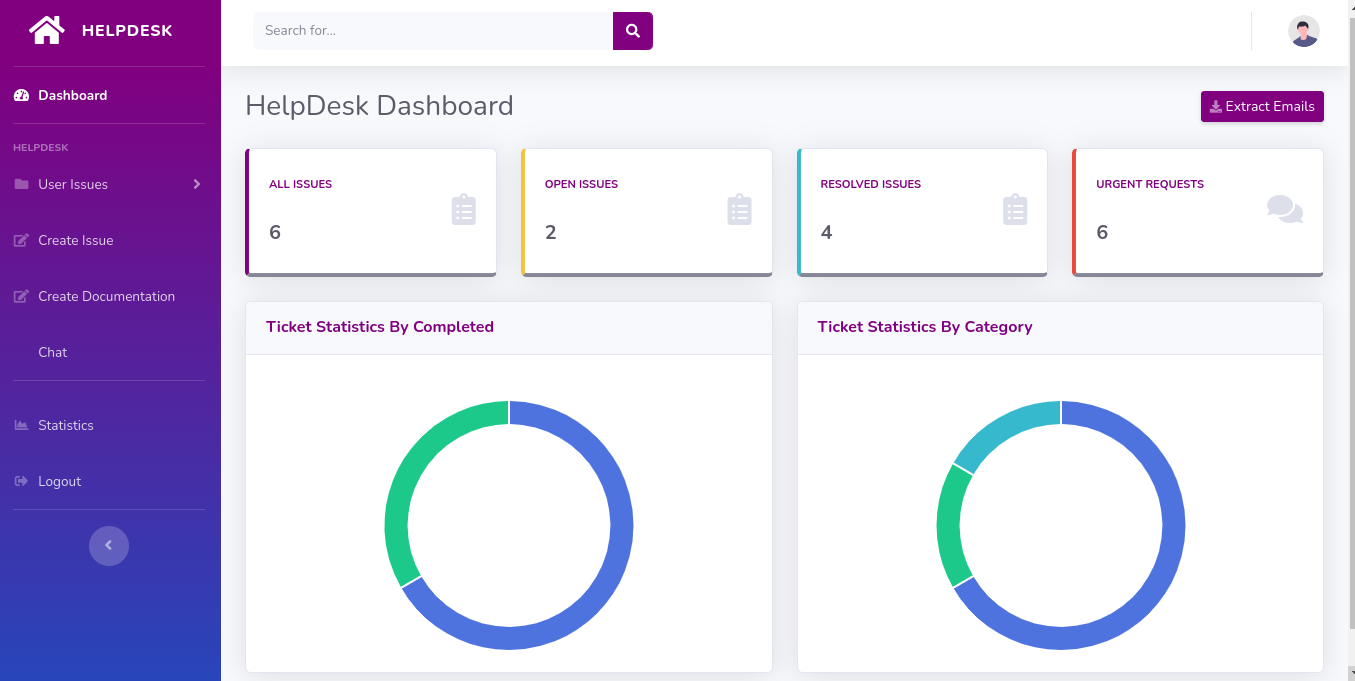 HELPDESK
Search for...
Dashboard
HelpDesk Dashboard
Extract Emails
HELPDESK
User Issues
Create Issue
Create Documentation
Chat
Statistics
Logout
ALL ISSUES
6
OPEN ISSUES
2
RESOLVED ISSUES
4
URGENT REQUESTS
6
Ticket Statistics By Completed
Ticket Statistics By Category